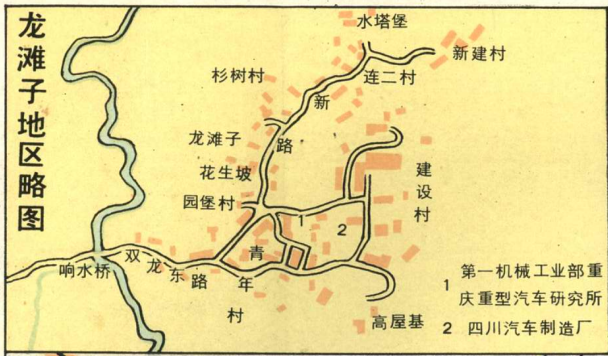 龙滩子地区略图
水塔堡
新建村
连二村
杉树村
新路
龙滩子
花生坡
园堡村
建设村
1
2
青年村
双龙东路
响水桥
高屋基
1 第一机械工业部重庆重型汽车研究所
2 四川汽车制造厂